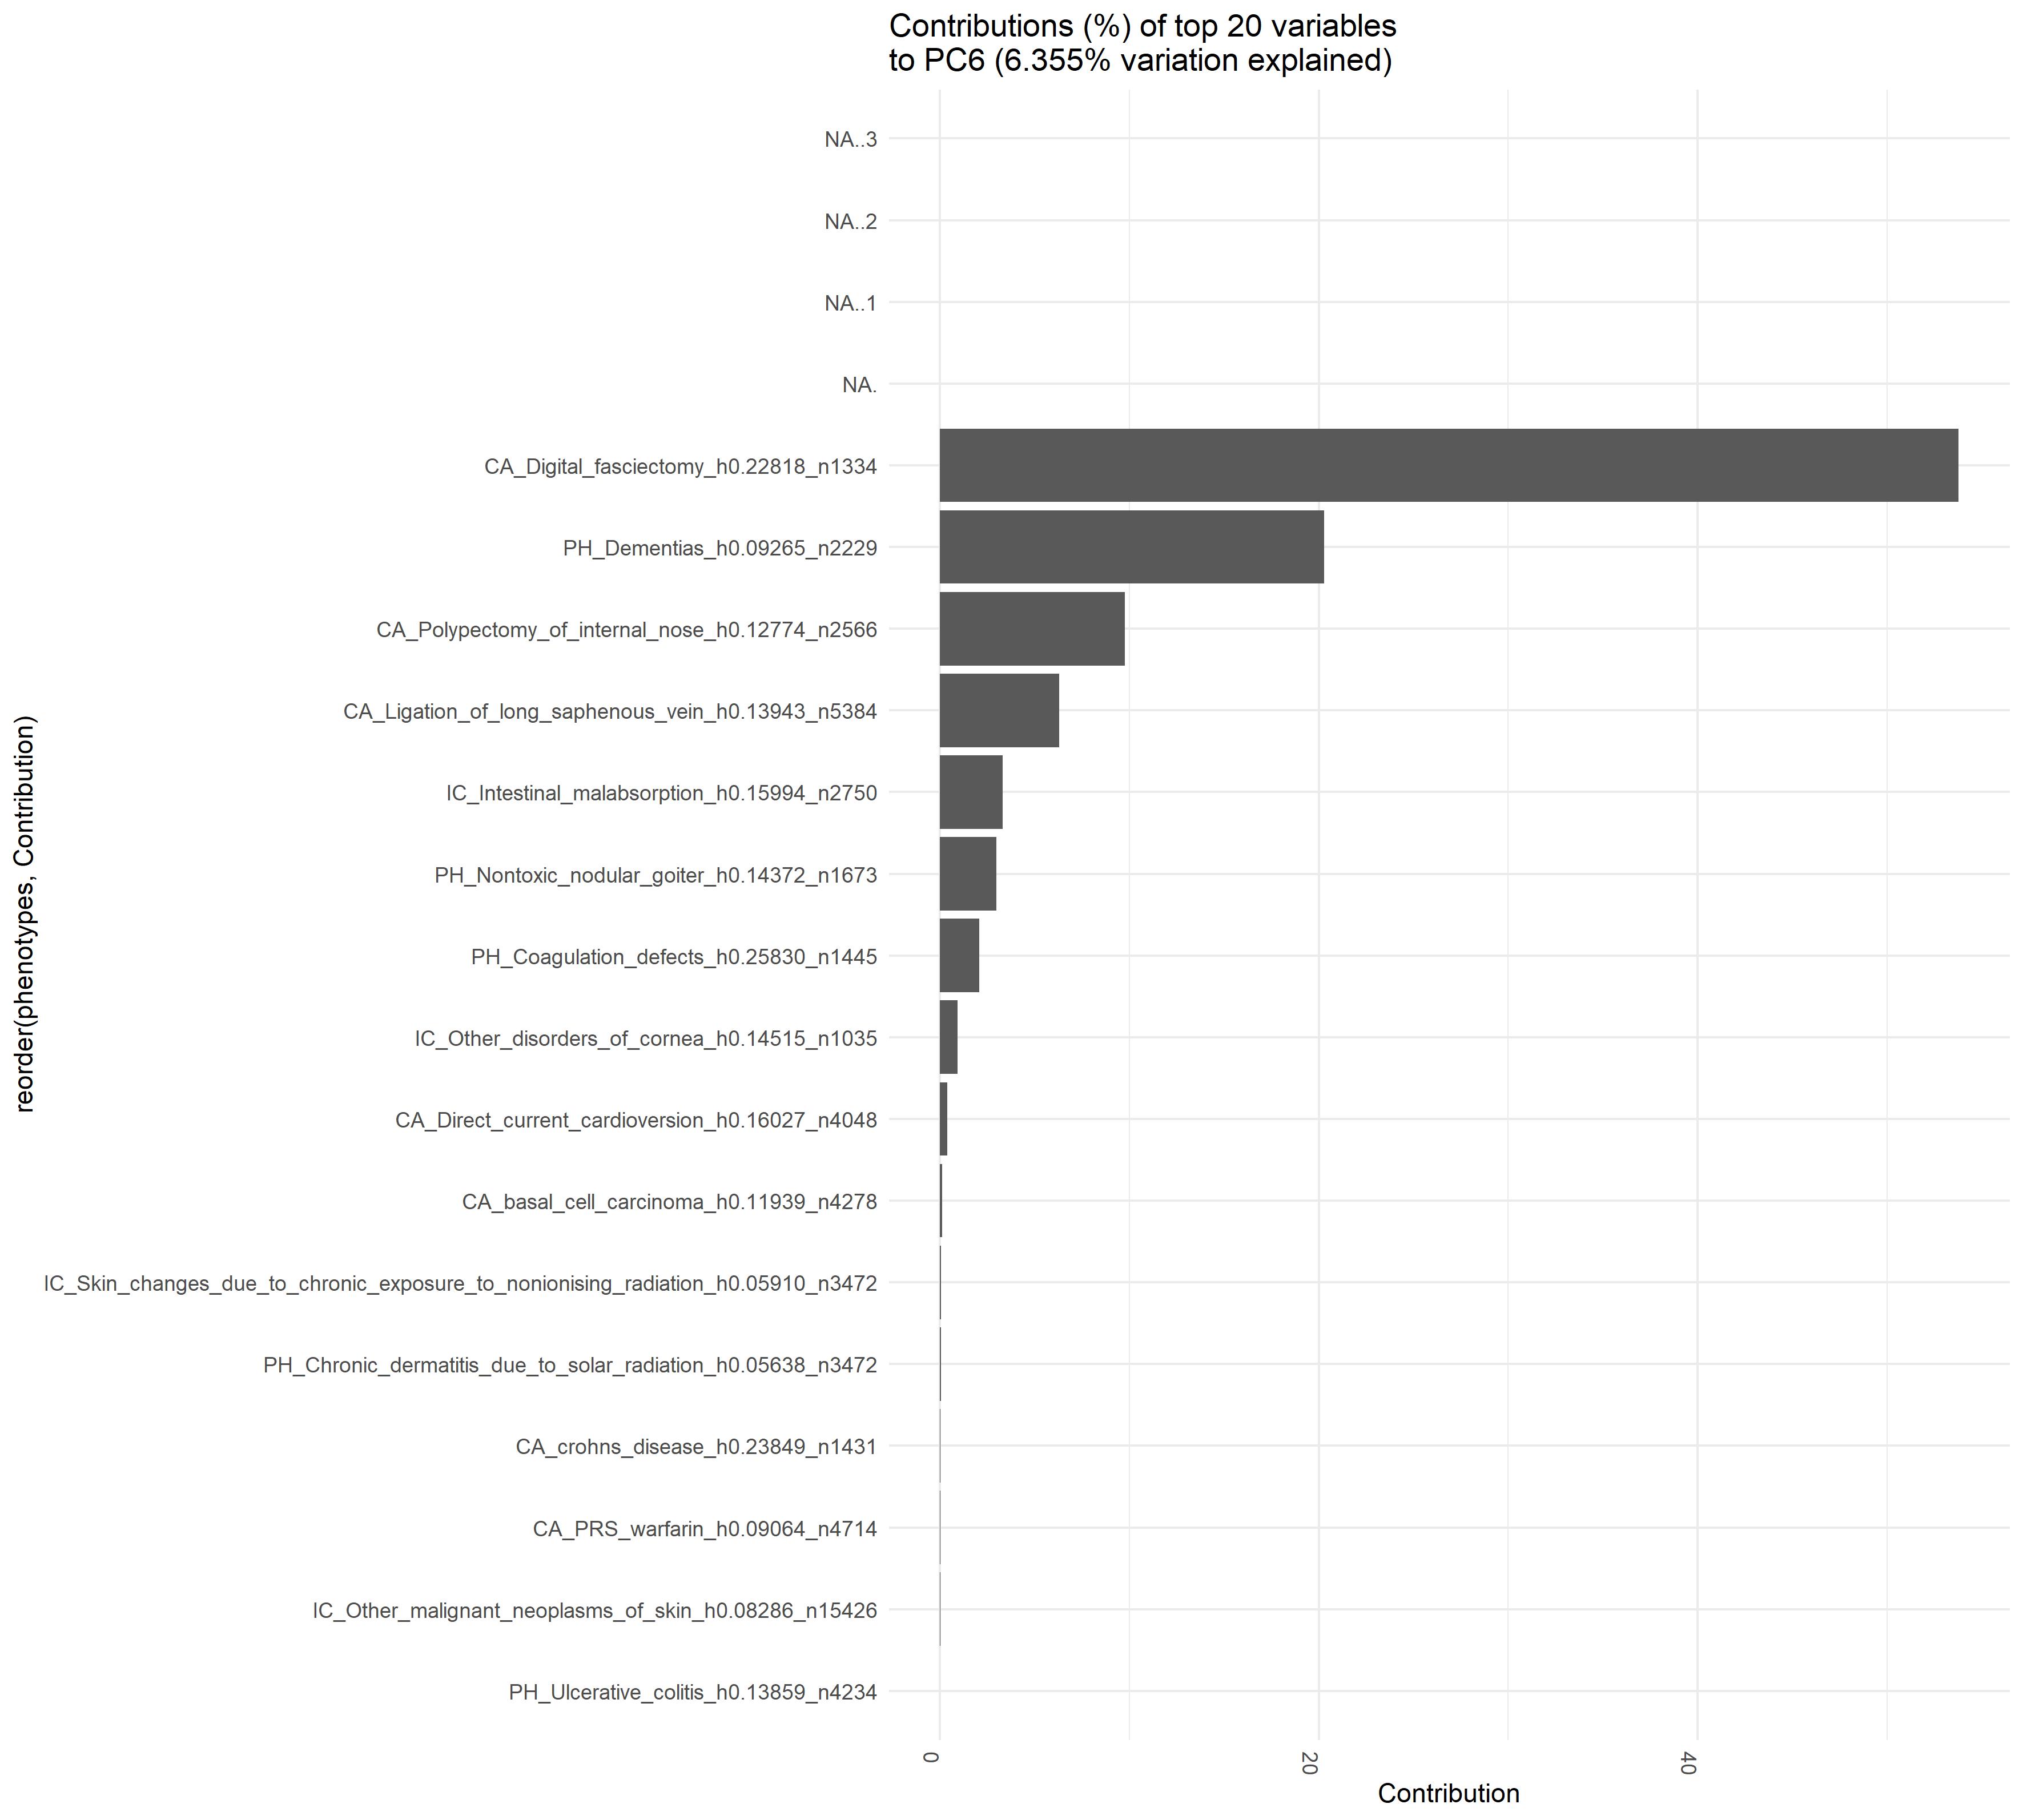 Contributions (%) of top 20 variables
to PC6 (6.355% variation explained)
NA..3
NA..2
NA..1
NA.
CA_Digital_fasciectomy_h0.22818_n1334
PH_Dementias_h0.09265_n2229
CA_Polypectomy_of_internal_nose_h0.12774_n2566
CA_Ligation_of_long_saphenous_vein_h0.13943_n5384
IC_Intestinal_malabsorption_h0.15994_n2750
PH_Nontoxic_nodular_goiter_h0.14372_n1673
PH_Coagulation_defects_h0.25830_n1445
IC_Other_disorders_of_cornea_h0.14515_n1035
CA_Direct_current_cardioversion_h0.16027_n4048
CA_basal_cell_carcinoma_h0.11939_n4278
IC_Skin_changes_due_to_chronic_exposure_to_nonionising_radiation_h0.05910_n3472
PH_Chronic_dermatitis_due_to_solar_radiation_h0.05638_n3472
CA_crohns_disease_h0.23849_n1431
CA_PRS_warfarin_h0.09064_n4714
IC_Other_malignant_neoplasms_of_skin_h0.08286_n15426
PH_Ulcerative_colitis_h0.13859_n4234
reorder(phenotypes, Contribution)
0
20
40
Contribution